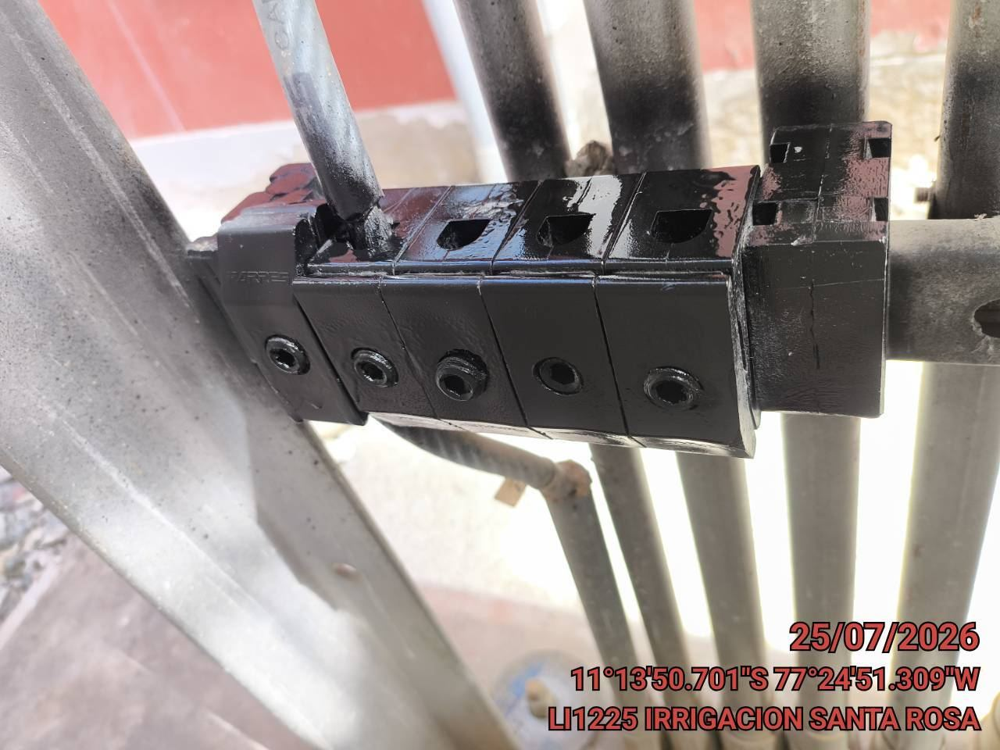 25/07/2026
11°13'50.701"S 77°24'51.309"W
LI1225 IRRIGACION SANTA ROSA